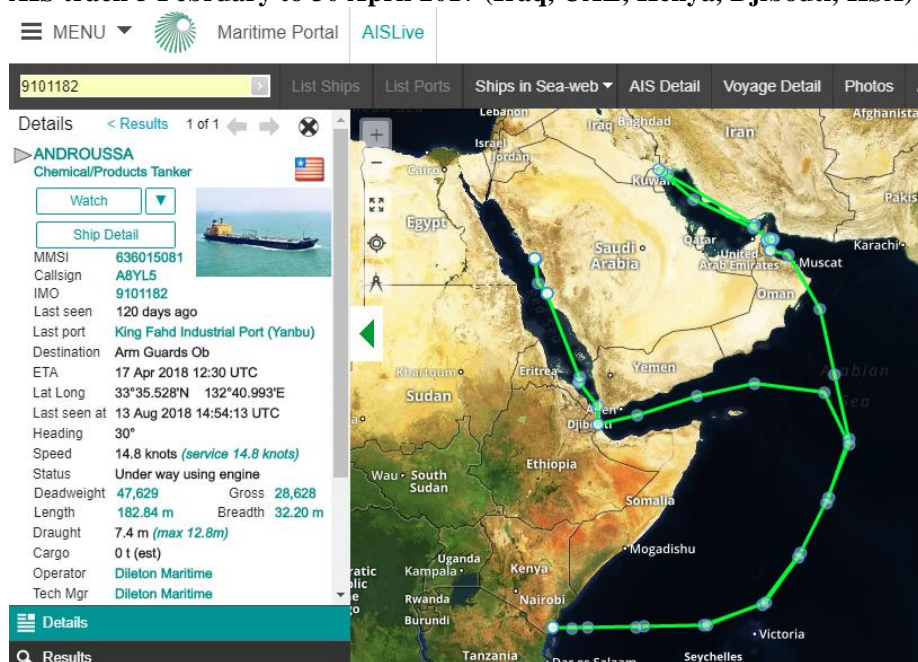 AIS track 3 February to 30 April 2017 (Iraq, UAE, Kenya, Djibouti, KSA)
MENU
Maritime Portal
AISLive
9101182
List Ships
List Ports
Ships in Sea-web
AIS Detail
Voyage Detail
Photos
Details
< Results
1 of 1
ANDROUSSA
Chemical/Products Tanker
Watch
Ship Detail
MMSI 636015081
Callsign A8YL5
IMO 9101182
Last seen 120 days ago
Last port King Fahd Industrial Port (Yanbu)
Destination Arm Guards Ob
ETA 17 Apr 2018 12:30 UTC
Lat Long 33°35.528'N 132°40.993'E
Last seen at 13 Aug 2018 14:54:13 UTC
Heading 30°
Speed 14.8 knots (service 14.8 knots)
Status Under way using engine
Deadweight 47,629 Gross 28,628
Length 182.84 m Breadth 32.20 m
Draught 7.4 m (max 12.8m)
Cargo 0 t (est)
Operator Dileton Maritime
Tech Mgr Dileton Maritime
Details
Results
Lebanon
Iraq
Baghdad
Iran
Afghanista
Israel
Jordan
Cairo
Kuwait
Pakis
Egypt
Saudi Arabia
Qatar
United Arab Emirates
Karachi
Muscat
Oman
Khartoum
Eritrea
Yemen
Arabian Sea
Sudan
Aden
Djibouti
Ethiopia
South Sudan
Wau
Somalia
Mogadishu
Uganda
Kampala
Kenya
Rwanda
Nairobi
Burundi
Victoria
Tanzania
Dar es Salaam
Seychelles